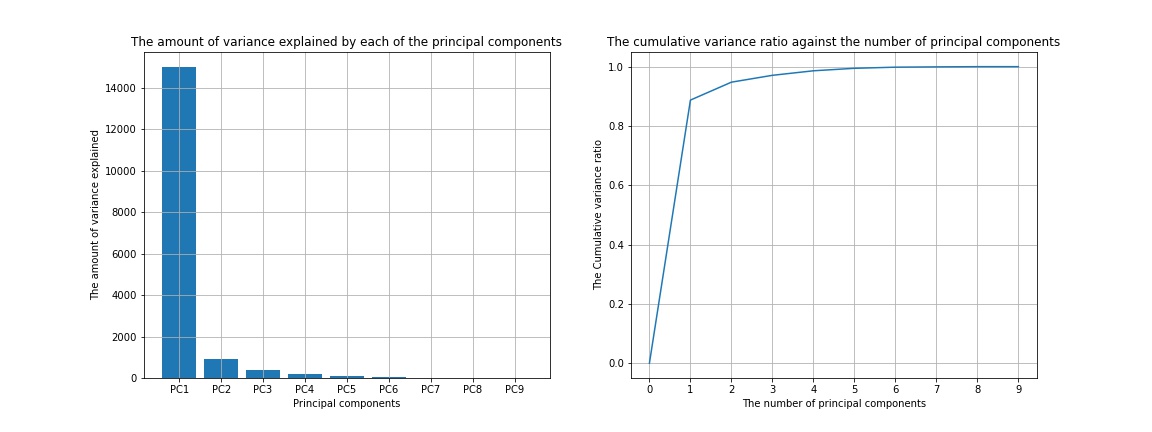 The amount of variance explained by each of the principal components
The amount of variance explained
14000
12000
10000
8000
6000
4000
2000
0
PC1 PC2 PC3 PC4 PC5 PC6 PC7 PC8 PC9
Principal components
The cumulative variance ratio against the number of principal components
The Cumulative variance ratio
1.0
0.8
0.6
0.4
0.2
0.0
0 1 2 3 4 5 6 7 8 9
The number of principal components